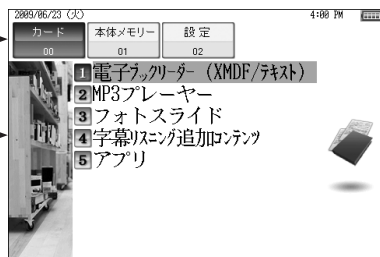 2009/06/23 (火) 4:00 PM
カード 本体メモリー 設定
00 01 02
1 電子ブックリーダー (XMDF/テキスト)
2 MP3プレーヤー
3 フォトスライド
4 字幕リスニング追加コンテンツ
5 アプリ